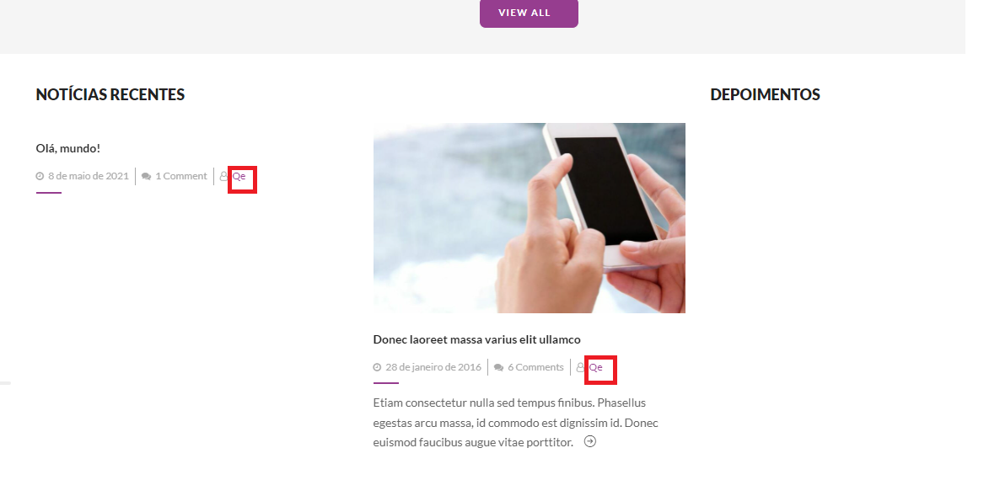 VIEW ALL
NOTÍCIAS RECENTES
Olá, mundo!
8 de maio de 2021 1 Comment Qe
Donec laoreet massa varius elit ullamco
28 de janeiro de 2016 6 Comments Qe
Etiam consectetur nulla sed tempus finibus. Phasellus
egestas arcu massa, id commodo est dignissim id. Donec
euismod faucibus augue vitae porttitor.
DEPOIMENTOS